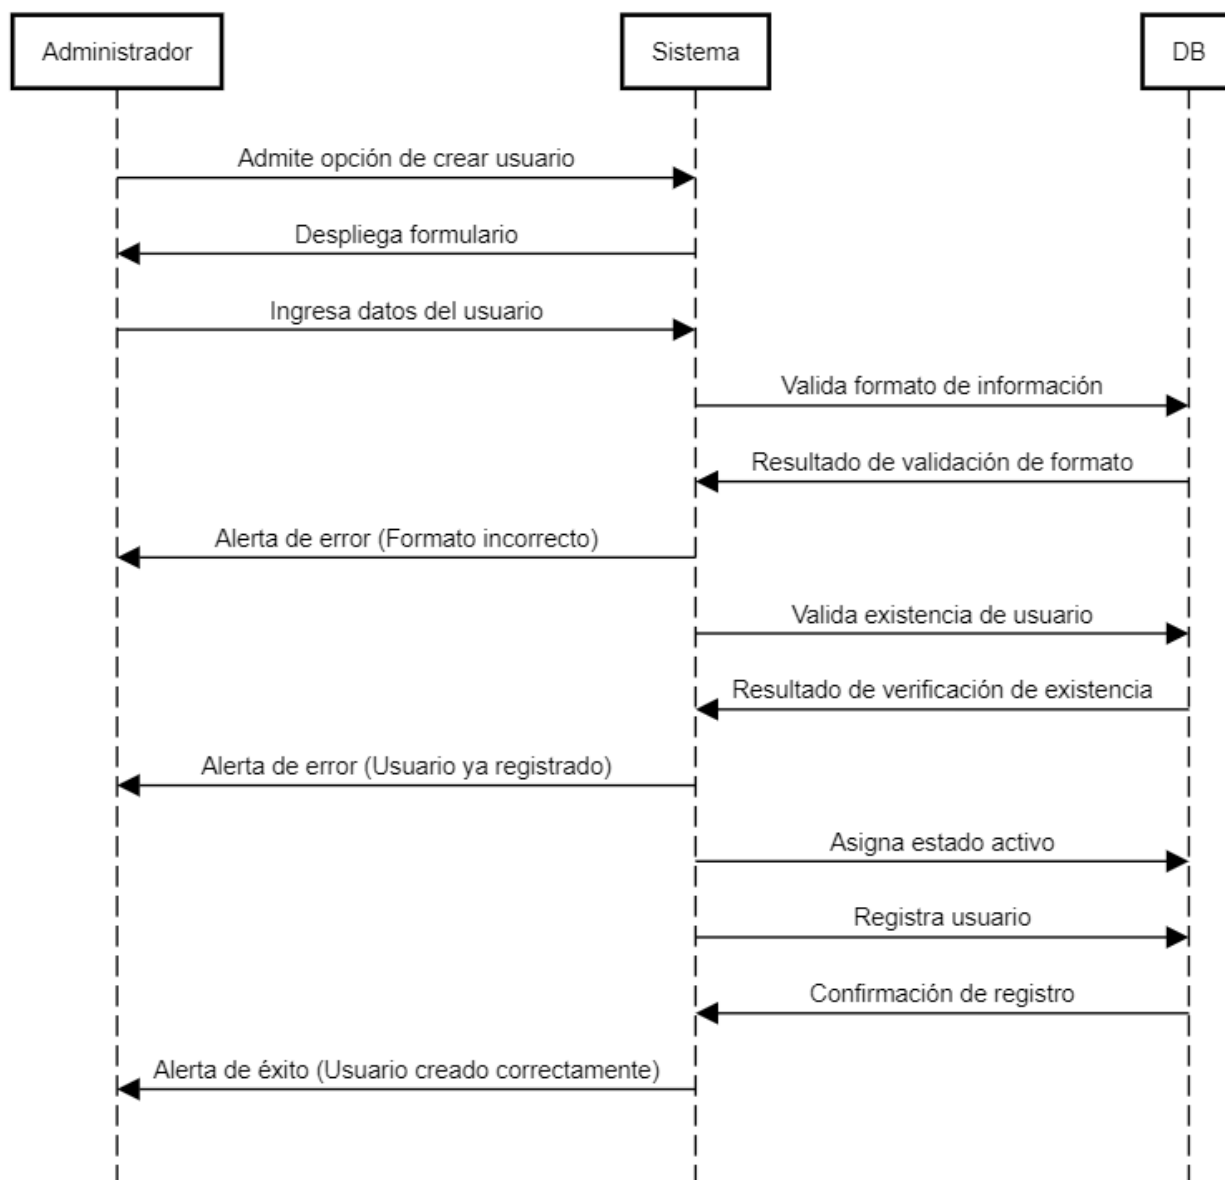 Administrador
Sistema
DB
Admite opción de crear usuario
Despliega formulario
Ingresa datos del usuario
Valida formato de información
Resultado de validación de formato
Alerta de error (Formato incorrecto)
Valida existencia de usuario
Resultado de verificación de existencia
Alerta de error (Usuario ya registrado)
Asigna estado activo
Registra usuario
Confirmación de registro
Alerta de éxito (Usuario creado correctamente)